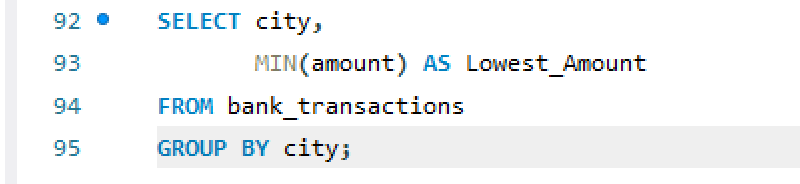 92 SELECT city,
93 MIN(amount) AS Lowest_Amount
94 FROM bank_transactions
95 GROUP BY city;